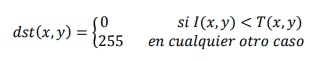 dst(x, y) = { 0 si I(x, y) < T(x, y)
255 en cualquier otro caso